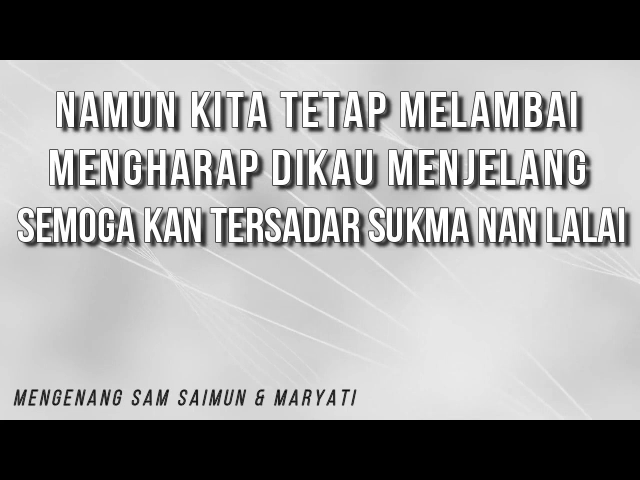 NAMUN KITA TETAP MELAMBAI
MENGHARAP DIKAU MENJELANG
SEMOGA KAN TERSADAR SUKMA NAN LALAI
MENGENANG SAM SAIMUN & MARYATI